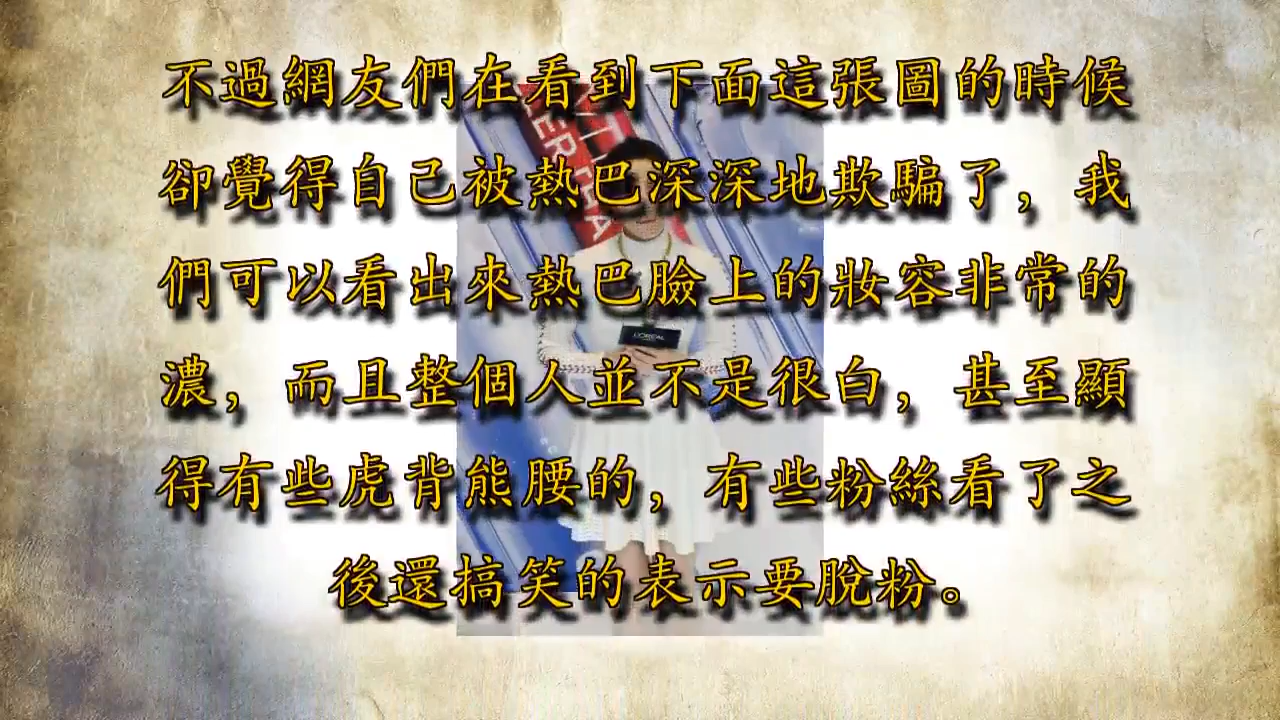 不過網友們在看到下面這張圖的時候
卻覺得自己被熱巴深深地欺騙了，我
們可以看出來熱巴臉上的妝容非常的
濃，而且整個人並不是很白，甚至顯
得有些虎背熊腰的，有些粉絲看了之
後還搞笑的表示要脫粉。
L'OREAL